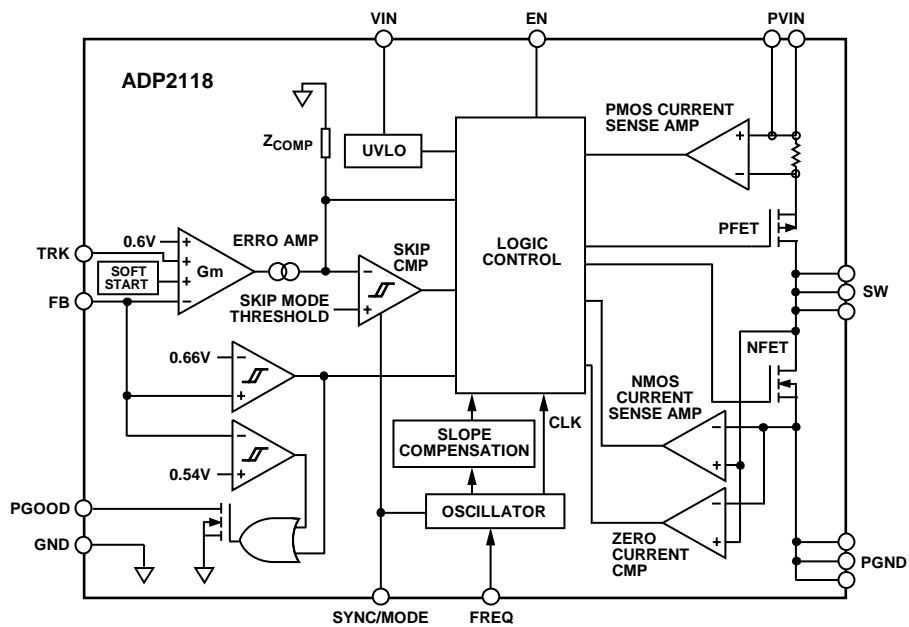 VIN
EN
PVIN
ADP2118
PMOS CURRENT
SENSE AMP
+
−
ZCOMP
UVLO
PFET
LOGIC
CONTROL
TRK
0.6V
SOFT
START
+
+
+
−
Gm
ERRO AMP
SKIP
CMP
−
+
FB
SKIP MODE
THRESHOLD
SW
NFET
0.66V
−
+
NMOS
CURRENT
SENSE AMP
−
+
CLK
SLOPE
COMPENSATION
−
+
0.54V
PGOOD
GND
OSCILLATOR
−
+
ZERO
CURRENT
CMP
PGND
SYNC/MODE
FREQ